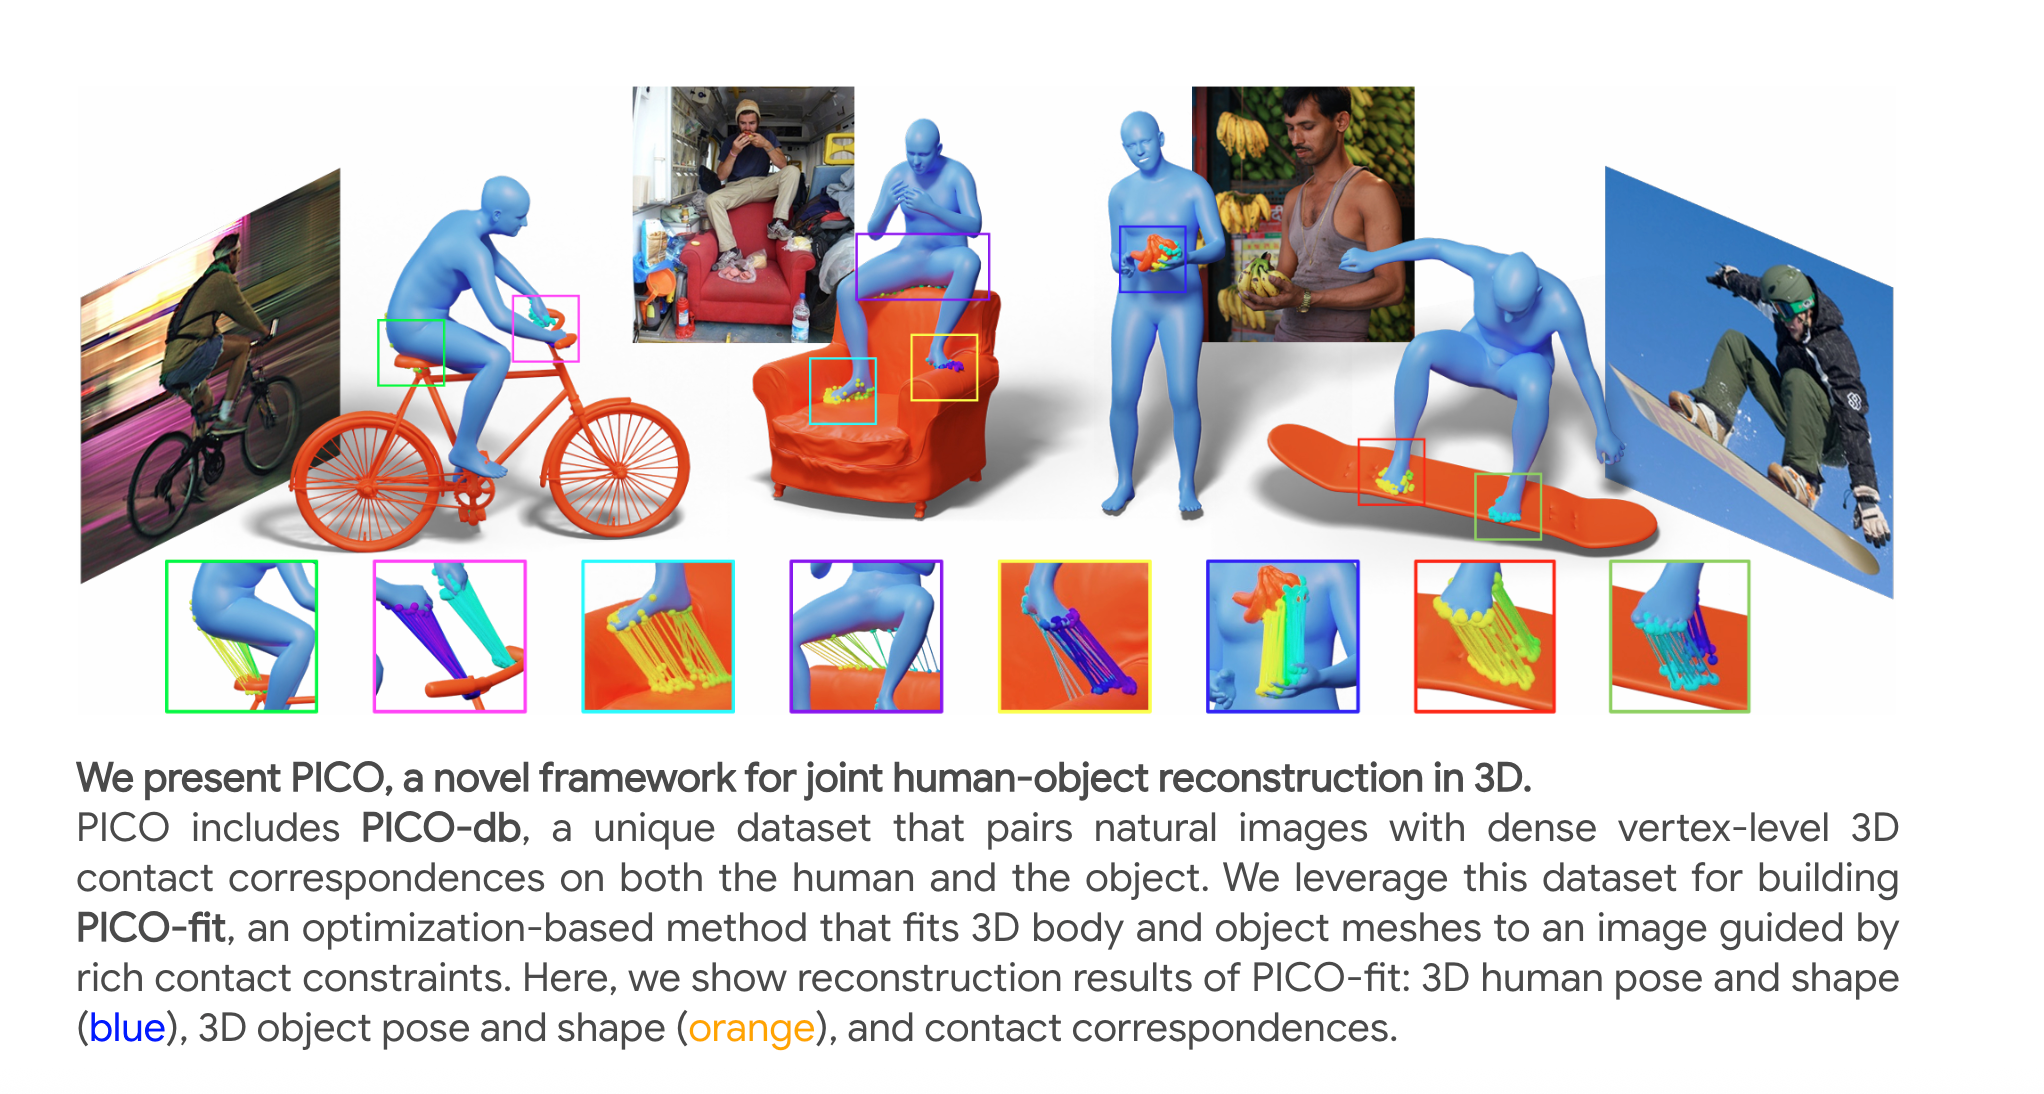 We present PICO, a novel framework for joint human-object reconstruction in 3D.
PICO includes PICO-db, a unique dataset that pairs natural images with dense vertex-level 3D
contact correspondences on both the human and the object. We leverage this dataset for building
PICO-fit, an optimization-based method that fits 3D body and object meshes to an image guided by
rich contact constraints. Here, we show reconstruction results of PICO-fit: 3D human pose and shape
(blue), 3D object pose and shape (orange), and contact correspondences.